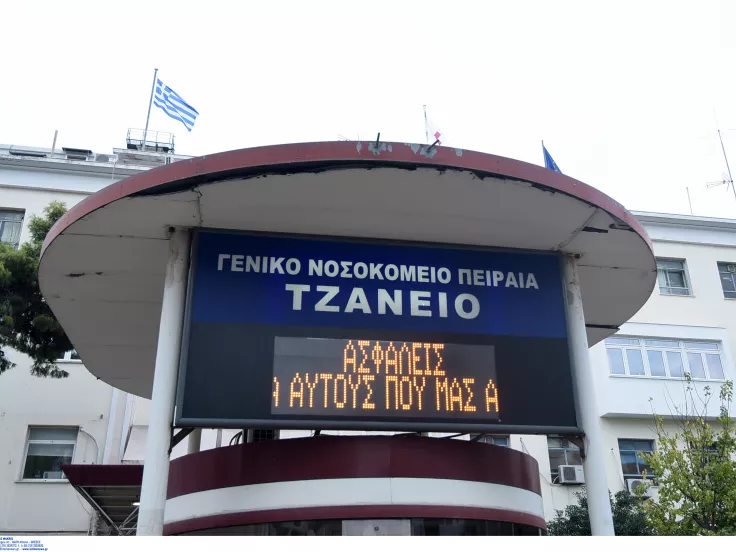 ΓΕΝΙΚΟ ΝΟΣΟΚΟΜΕΙΟ ΠΕΙΡΑΙΑ
ΤΖΑΝΕΙΟ
ΑΣΦΑΛΕΙΣ
Α ΑΥΤΟΥΣ ΠΟΥ ΜΑΣ Α